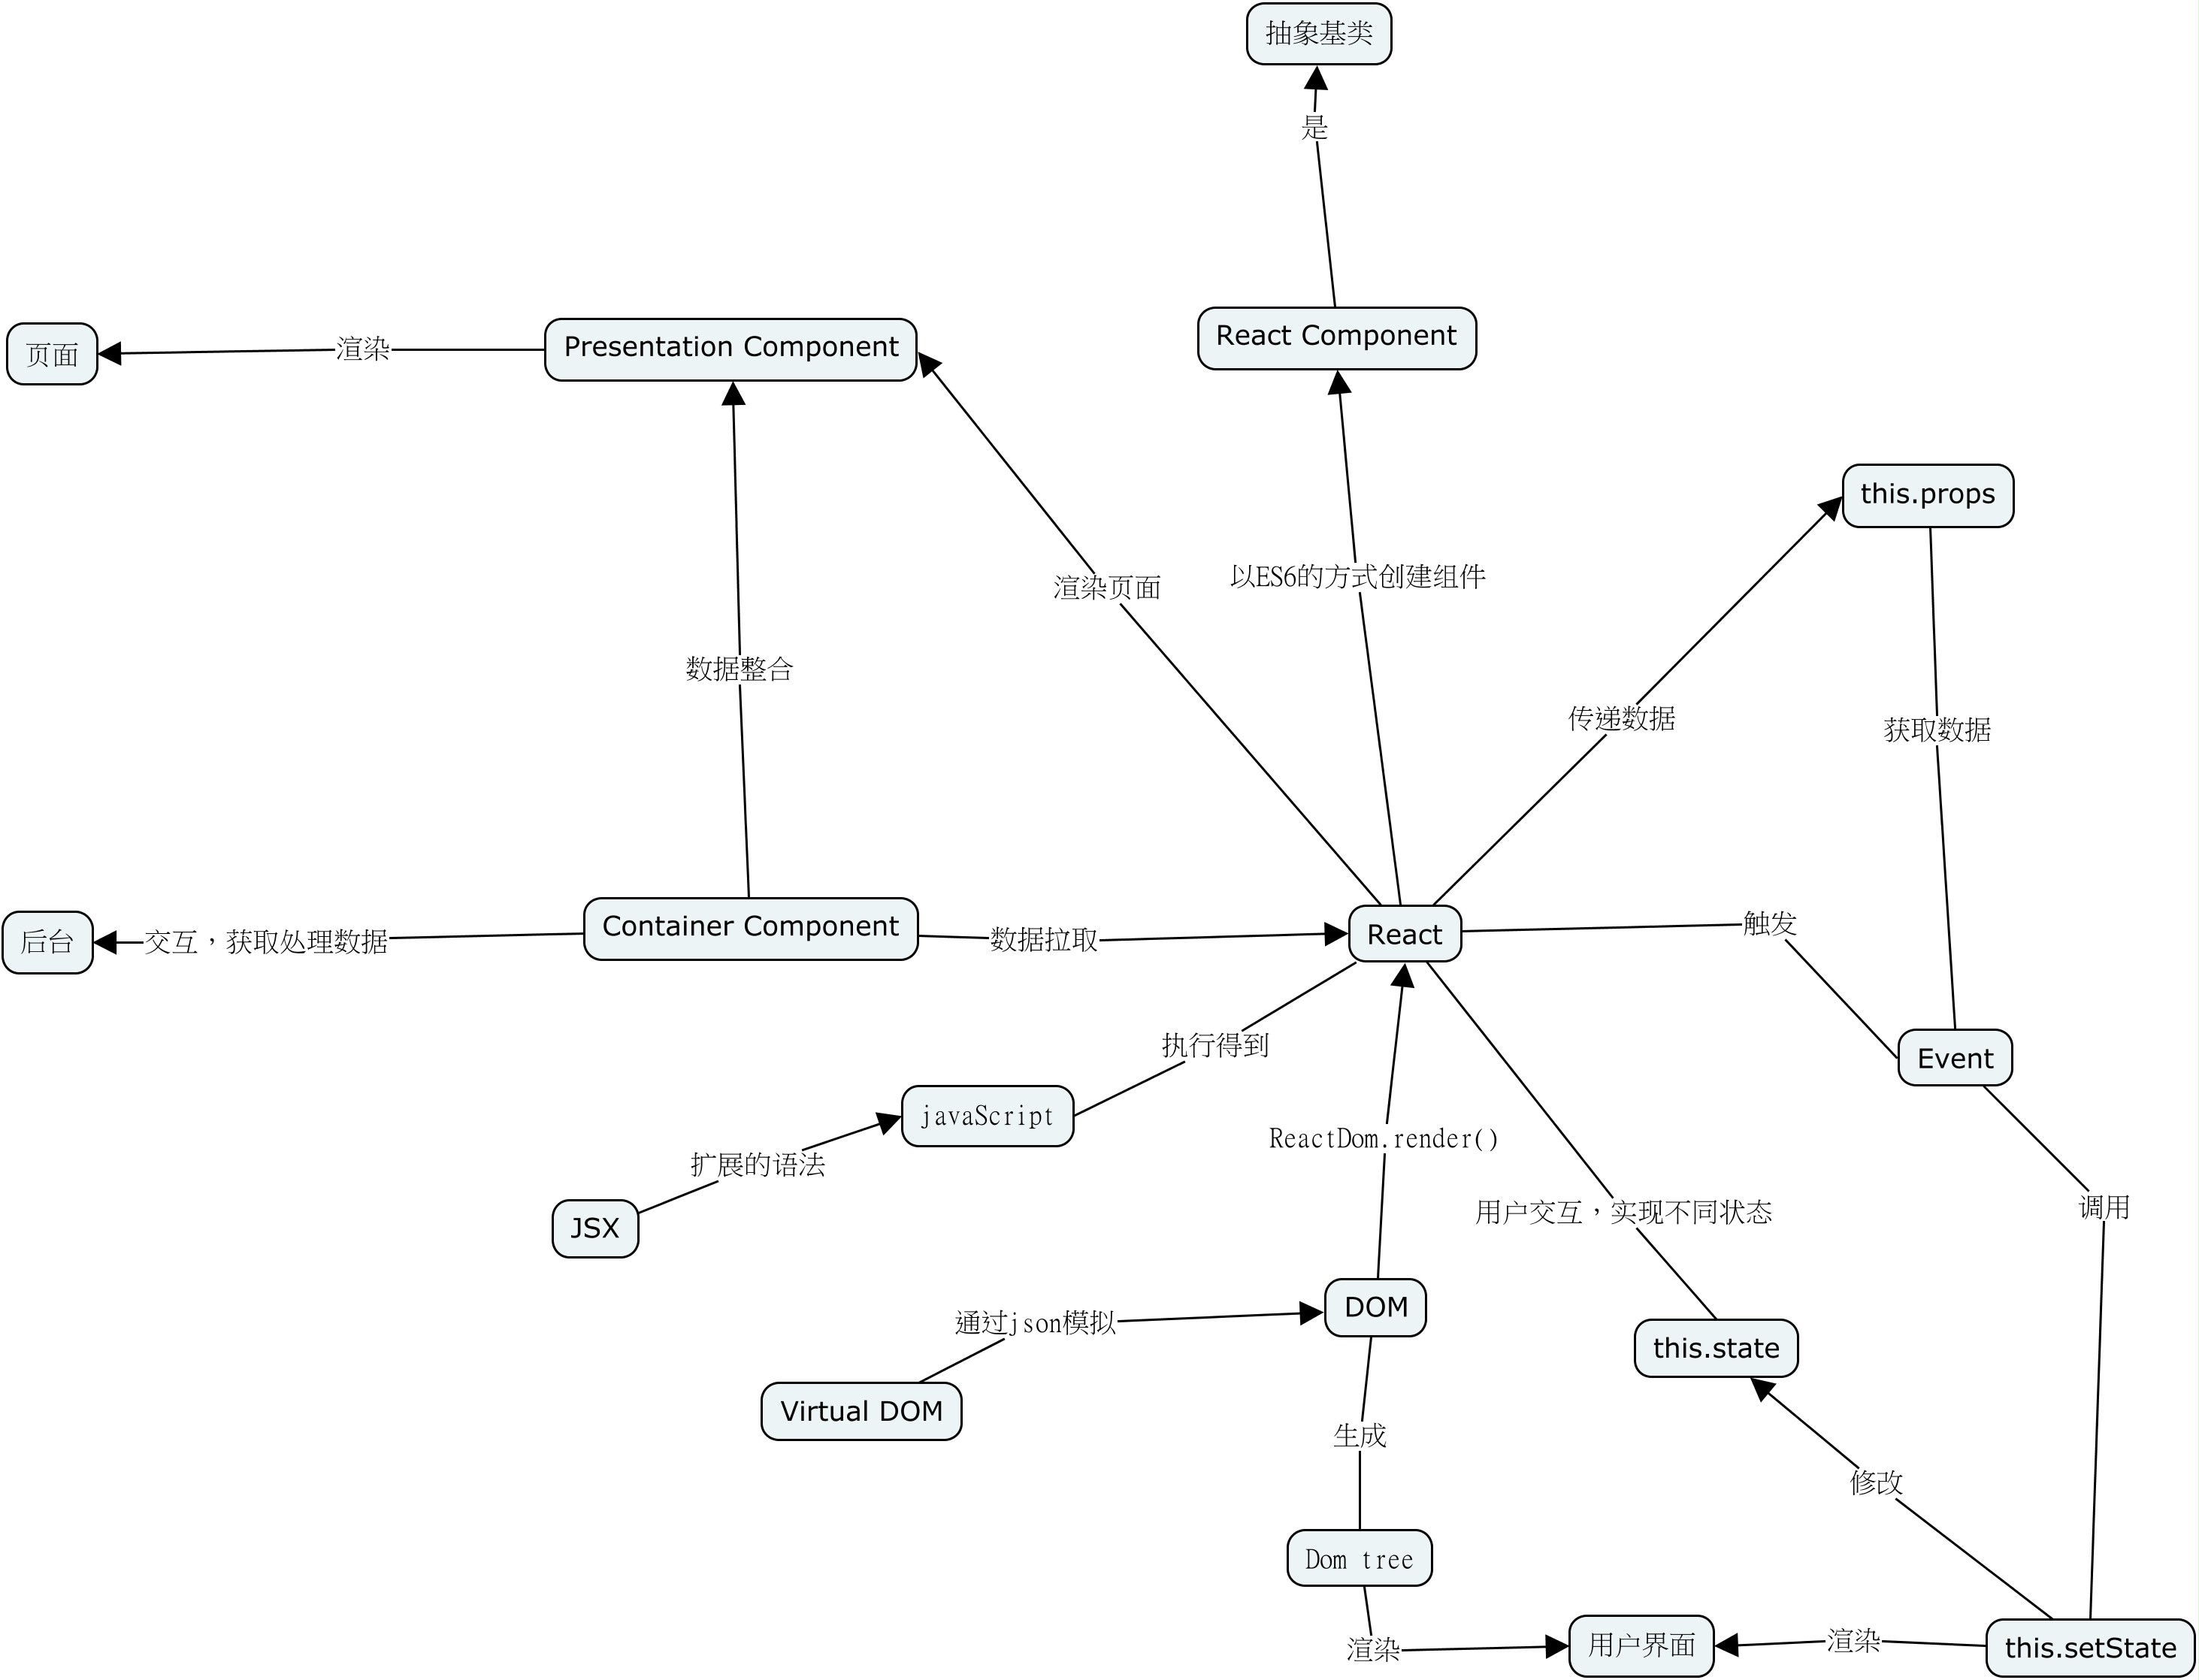 抽象基类
是
React Component
Presentation Component
渲染
页面
this.props
以ES6的方式创建组件
渲染页面
数据整合
传递数据
获取数据
Container Component
React
触发
后台
交互，获取处理数据
数据拉取
执行得到
Event
javaScript
ReactDom.render()
扩展的语法
JSX
用户交互，实现不同状态
调用
DOM
通过json模拟
this.state
Virtual DOM
生成
修改
Dom tree
渲染
用户界面
渲染
this.setState